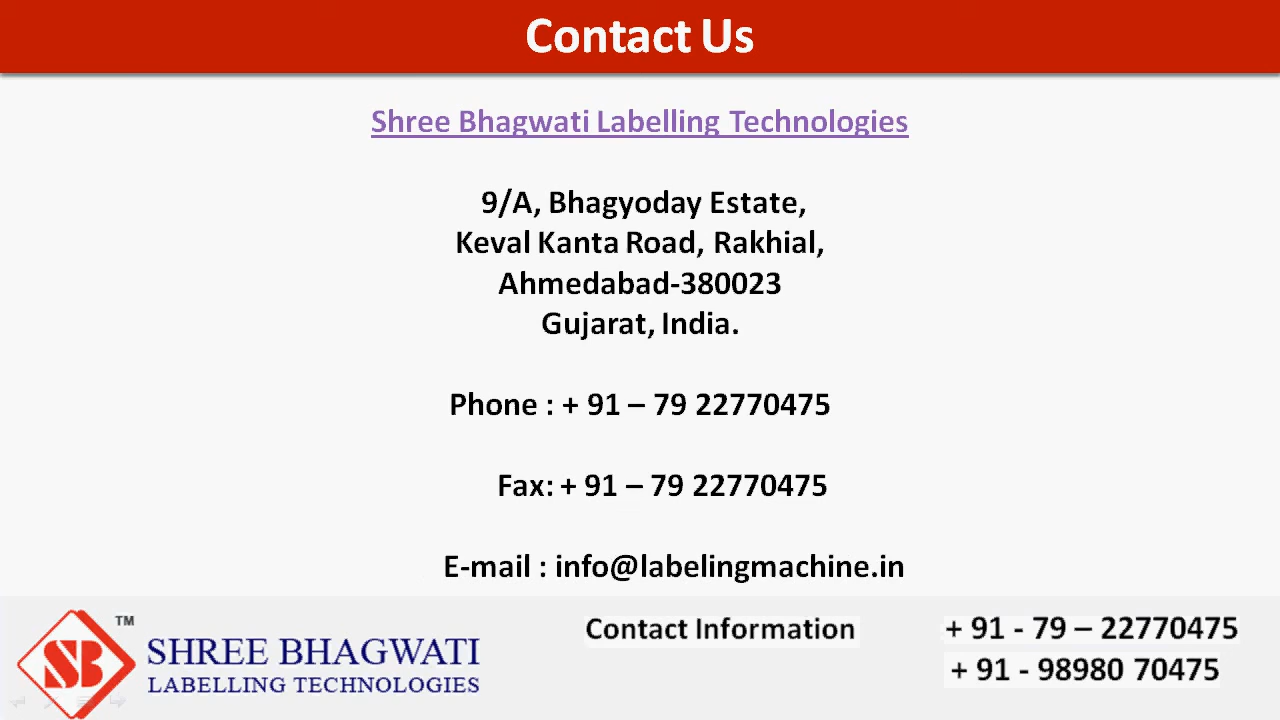 Contact Us
Shree Bhagwati Labelling Technologies
9/A, Bhagyoday Estate,
Keval Kanta Road, Rakhial,
Ahmedabad-380023
Gujarat, India.
Phone : + 91 – 79 22770475
Fax: + 91 – 79 22770475
E-mail : info@labelingmachine.in
SB TM
SHREE BHAGWATI
LABELLING TECHNOLOGIES
Contact Information
+ 91 - 79 – 22770475
+ 91 - 98980 70475